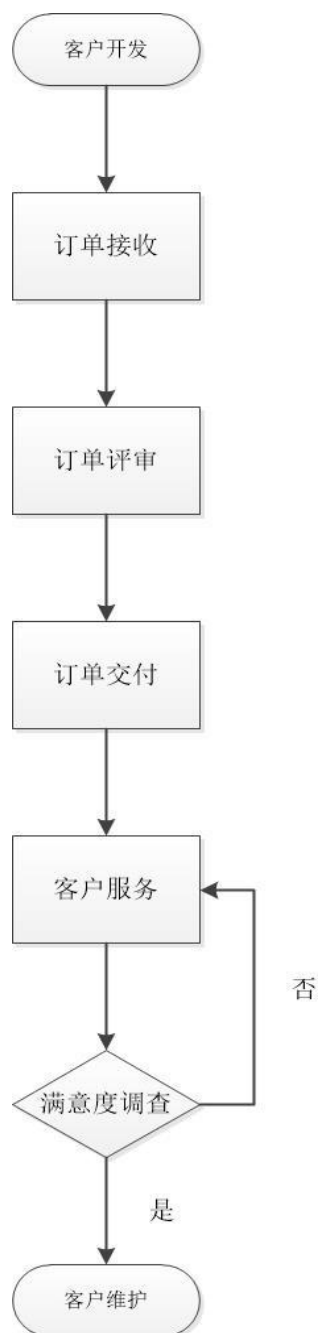 客户开发
订单接收
订单评审
订单交付
客户服务
否
满意度调查
是
客户维护